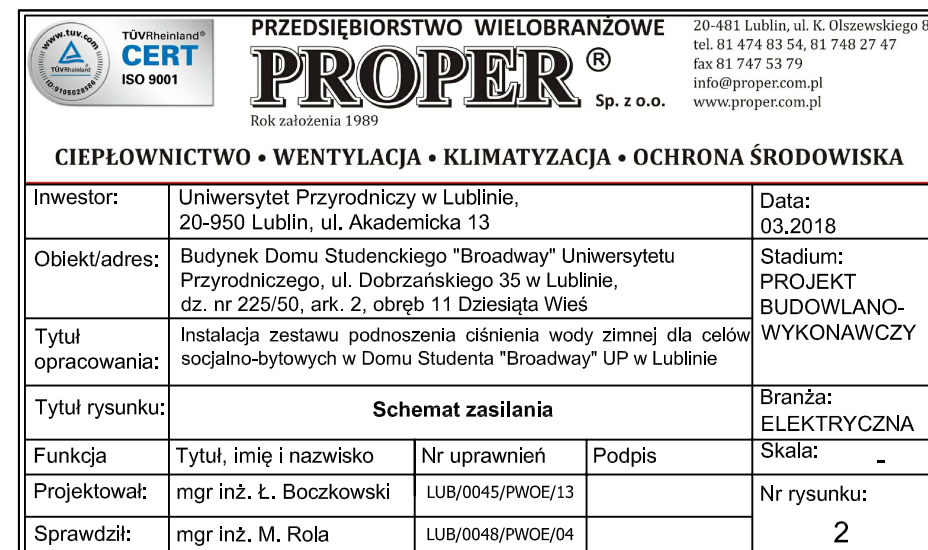 www.tuv.com
TÜVRheinland
ID:9105026586
TÜVRheinland®
CERT
ISO 9001
PRZEDSIĘBIORSTWO WIELOBRANŻOWE
PROPER ®
Sp. z o.o.
Rok założenia 1989
20-481 Lublin, ul. K. Olszewskiego 8
tel. 81 474 83 54, 81 748 27 47
fax 81 747 53 79
info@proper.com.pl
www.proper.com.pl
CIEPŁOWNICTWO • WENTYLACJA • KLIMATYZACJA • OCHRONA ŚRODOWISKA
Inwestor:
Uniwersytet Przyrodniczy w Lublinie,
20-950 Lublin, ul. Akademicka 13
Data:
03.2018
Obiekt/adres:
Budynek Domu Studenckiego "Broadway" Uniwersytetu
Przyrodniczego, ul. Dobrzańskiego 35 w Lublinie,
dz. nr 225/50, ark. 2, obręb 11 Dziesiąta Wieś
Stadium:
PROJEKT
BUDOWLANO-
WYKONAWCZY
Tytuł
opracowania:
Instalacja zestawu podnoszenia ciśnienia wody zimnej dla celów
socjalno-bytowych w Domu Studenta "Broadway" UP w Lublinie
Tytuł rysunku:
Schemat zasilania
Branża:
ELEKTRYCZNA
Funkcja
Tytuł, imię i nazwisko
Nr uprawnień
Podpis
Skala: -
Projektował:
mgr inż. Ł. Boczkowski
LUB/0045/PWOE/13
Nr rysunku:
2
Sprawdził:
mgr inż. M. Rola
LUB/0048/PWOE/04